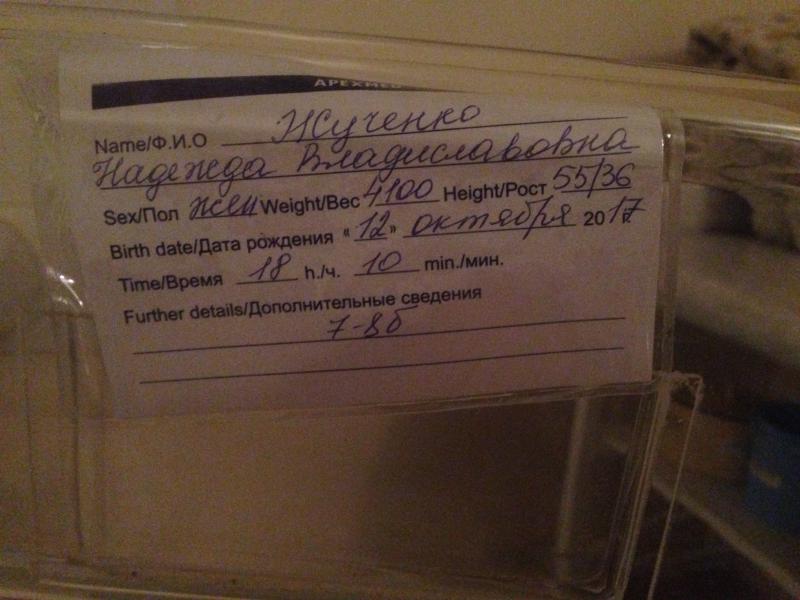 Name/Ф.И.О Жученко
Надежда Владиславовна
Sex/Пол жен Weight/Вес 4100 Height/Рост 55/36
Birth date/Дата рождения «12» октября 2017г.
Time/Время 18 h./ч. 10 min./мин.
Further details/Дополнительные сведения
7-8б